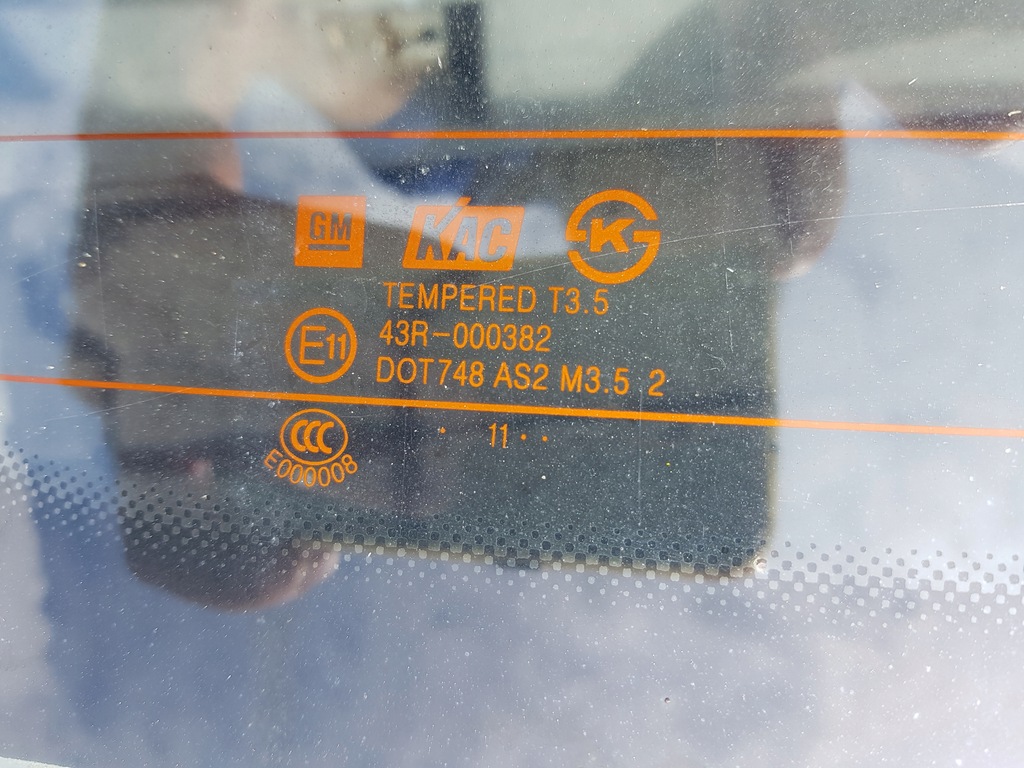 GM KAC K
TEMPERED T3.5
E11 43R-000382
DOT748 AS2 M3.5 2
CCC · 11 · ·
E000008